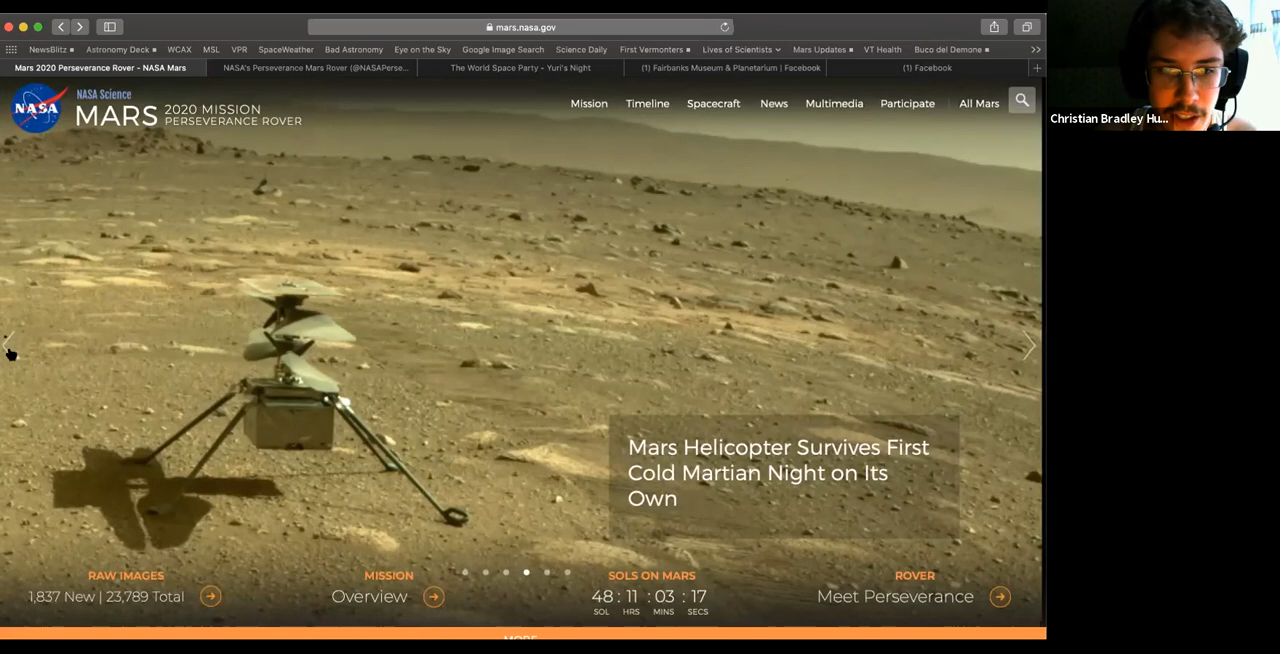 mars.nasa.gov
NewsBlitz Astronomy Deck WCAX MSL VPR SpaceWeather Bad Astronomy Eye on the Sky Google Image Search Science Daily First Vermonters Lives of Scientists Mars Updates VT Health Buco del Demone
Mars 2020 Perseverance Rover - NASA Mars NASA's Perseverance Mars Rover (@NASAPerse... The World Space Party - Yuri's Night (1) Fairbanks Museum & Planetarium | Facebook (1) Facebook
Christian Bradley Hu...
NASA
NASA Science
MARS
2020 MISSION
PERSEVERANCE ROVER
Mission Timeline Spacecraft News Multimedia Participate All Mars
Mars Helicopter Survives First
Cold Martian Night on Its
Own
RAW IMAGES
1,837 New | 23,789 Total
MISSION
Overview
SOLS ON MARS
48 : 11 : 03 : 17
SOL HRS MINS SECS
ROVER
Meet Perseverance
MORE